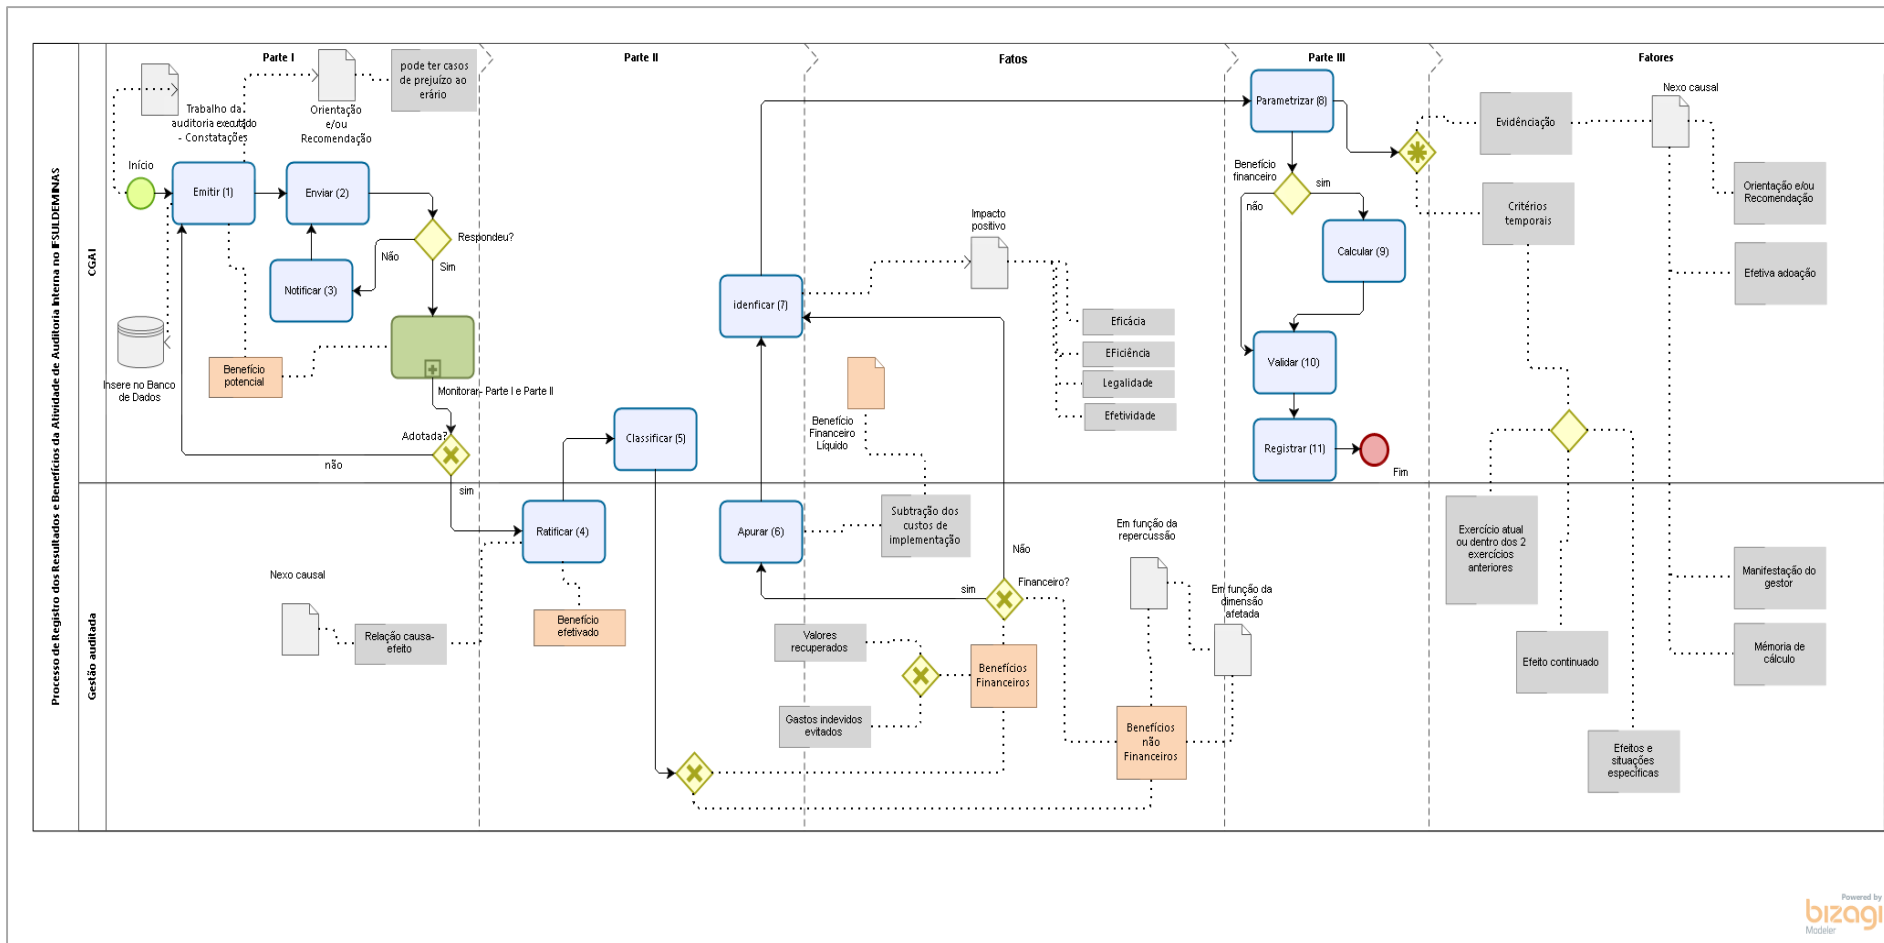 Processo de Registro dos Resultados e Benefícios da Atividade de Auditoria Interna no IFSULDEMINAS
CGAI
Gestão auditada
Parte I
Parte II
Fatos
Parte III
Fatores
Trabalho da
auditoria executado
- Constatações
Orientação
e/ou
Recomendação
pode ter casos
de prejuízo ao
erário
Início
Emitir (1)
Enviar (2)
Respondeu?
Não
Sim
Notificar (3)
Insere no Banco
de Dados
Benefício
potencial
Monitorar- Parte I e Parte II
Adotada?
não
sim
Classificar (5)
Ratificar (4)
Nexo causal
Relação causa-
efeito
Benefício
efetivado
idenficar (7)
Apurar (6)
Impacto
positivo
Eficácia
EFiciência
Legalidade
Efetividade
Benefício
Financeiro
Líquido
Subtração dos
custos de
implementação
Não
Financeiro?
sim
Valores
recuperados
Gastos indevidos
evitados
Benefícios
Financeiros
Em função da
repercussão
Em função da
dimensão
afetada
Benefícios
não
Financeiros
Parametrizar (8)
Benefício
financeiro
sim
não
Calcular (9)
Validar (10)
Registrar (11)
Fim
Evidênciação
Critérios
temporais
Nexo causal
Orientação e/ou
Recomendação
Efetiva adoação
Exercício atual
ou dentro dos 2
exercícios
anteriores
Efeito continuado
Efeitos e
situações
específicas
Manifestação do
gestor
Mémoria de
cálculo
Powered by
bizagi
Modeler